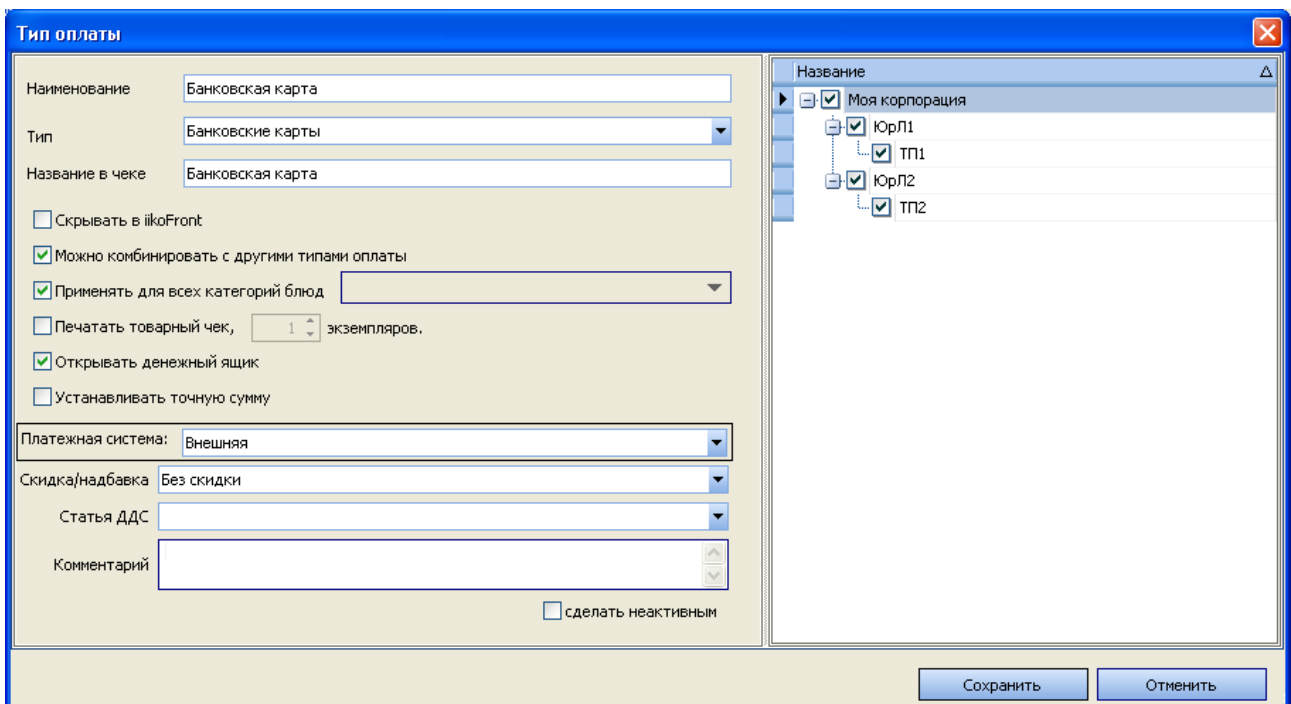 Тип оплаты
Наименование Банковская карта
Тип Банковские карты
Название в чеке Банковская карта
Скрывать в iikoFront
Можно комбинировать с другими типами оплаты
Применять для всех категорий блюд
Печатать товарный чек, 1 экземпляров.
Открывать денежный ящик
Устанавливать точную сумму
Платежная система: Внешняя
Скидка/надбавка Без скидки
Статья ДДС
Комментарий
сделать неактивным
Название
Моя корпорация
ЮрЛ1
ТП1
ЮрЛ2
ТП2
Сохранить Отменить